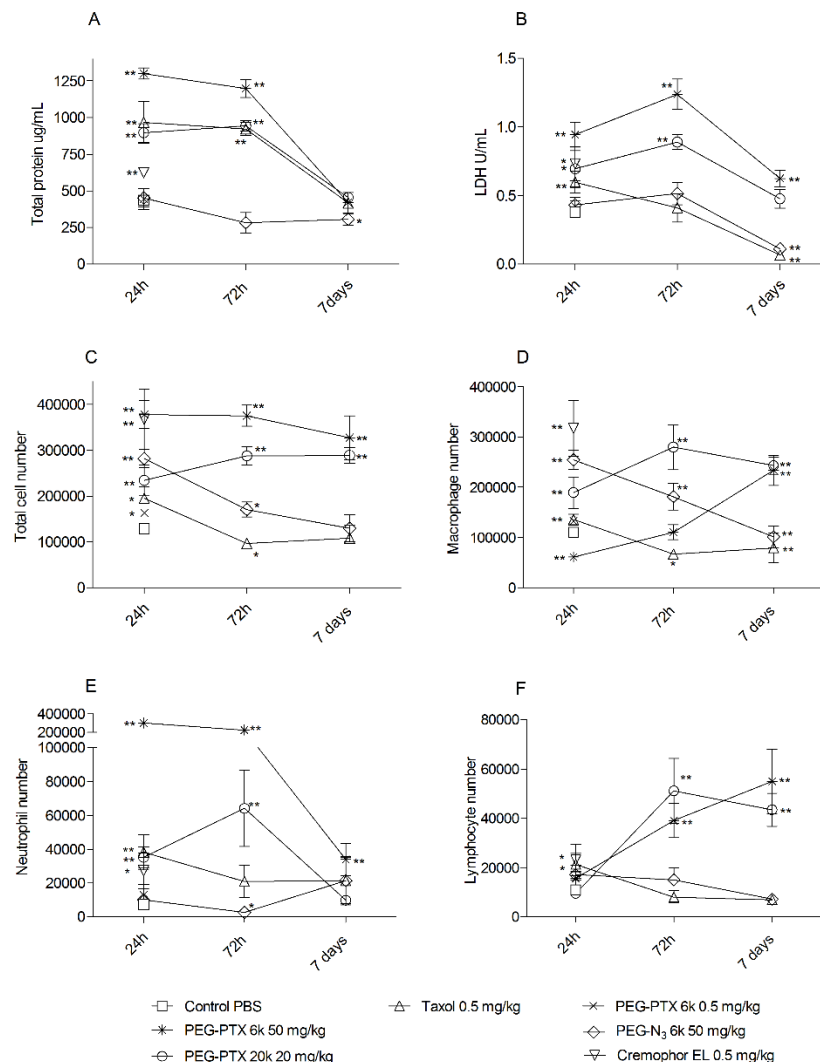 A
Total protein ug/mL
1250
1000
750
500
250
0
** ** ** ** ** ** ** *
24h 72h 7 days
B
LDH U/mL
1.5
1.0
0.5
0.0
** * * ** ** ** ** ** **
24h 72h 7 days
C
Total cell number
400000
300000
200000
100000
0
** ** ** ** * * ** ** * * ** **
24h 72h 7 days
D
Macrophage number
400000
300000
200000
100000
0
** ** ** ** ** ** ** * ** ** ** **
24h 72h 7 days
E
Neutrophil number
400000
200000
100000
80000
60000
40000
20000
0
** ** ** * ** ** * **
24h 72h 7 days
F
Lymphocyte number
80000
60000
40000
20000
0
* * ** ** ** **
24h 72h 7 days
Control PBS
Taxol 0.5 mg/kg
PEG-PTX 6k 0.5 mg/kg
PEG-PTX 6k 50 mg/kg
PEG-N₃ 6k 50 mg/kg
PEG-PTX 20k 20 mg/kg
Cremophor EL 0.5 mg/kg